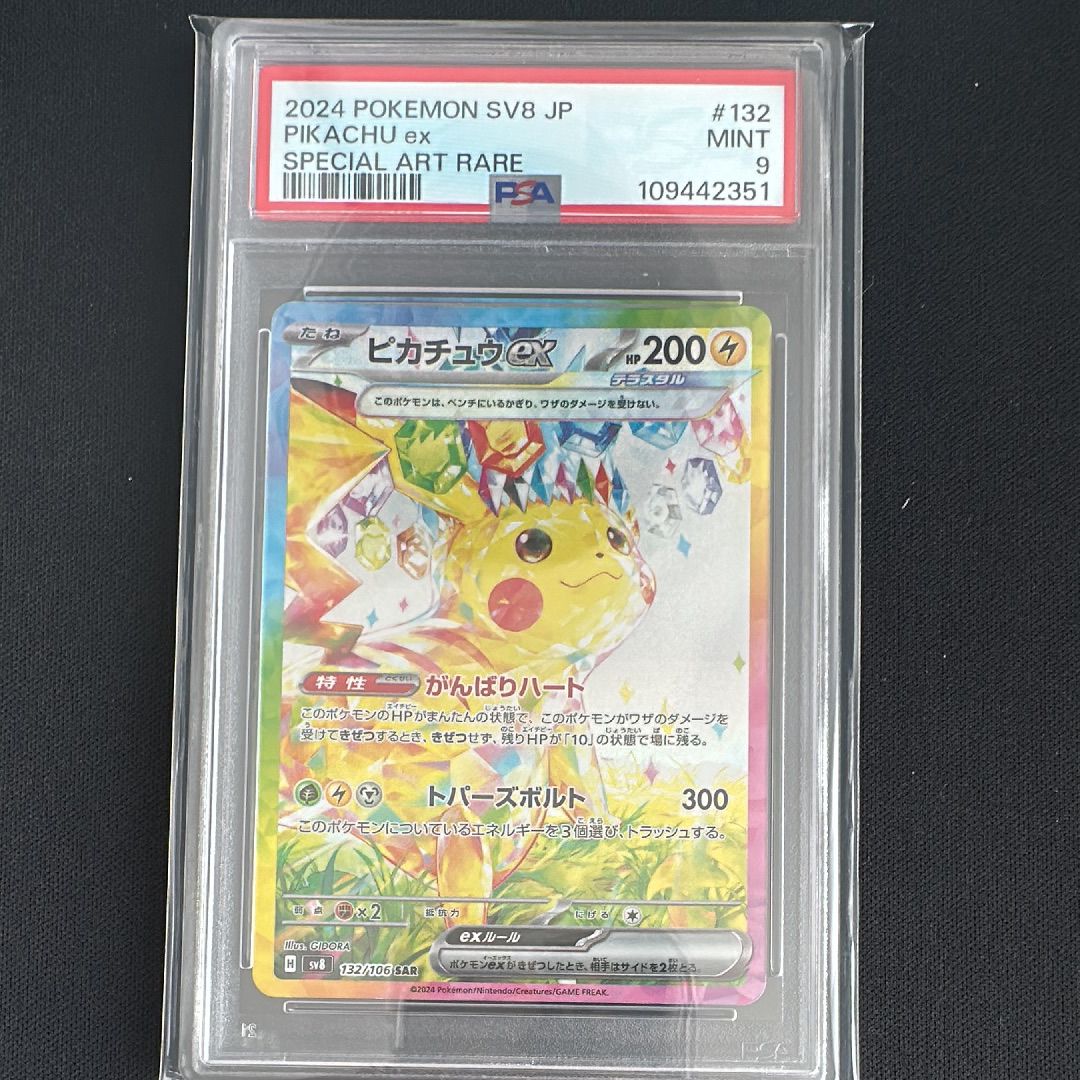 2024 POKEMON SV8 JP #132
PIKACHU ex MINT
SPECIAL ART RARE 9
PSA 109442351
たね ピカチュウex HP200
テラスタル
このポケモンは、ベンチにいるかぎり、ワザのダメージを受けない。
特性 とくせい がんばりハート
このポケモンのHPがまんたんの状態で、このポケモンがワザのダメージを
受けてきぜつするとき、きぜつせず、残りHPが「10」の状態で場に残る。
トパーズボルト 300
このポケモンについているエネルギーを3個選び、トラッシュする。
弱点 ×2 抵抗力 にげる
Illus. GIDORA exルール
H sv8 132/106 SAR ポケモンexがきぜつしたとき、相手はサイドを2枚とる。
©2024 Pokémon/Nintendo/Creatures/GAME FREAK.